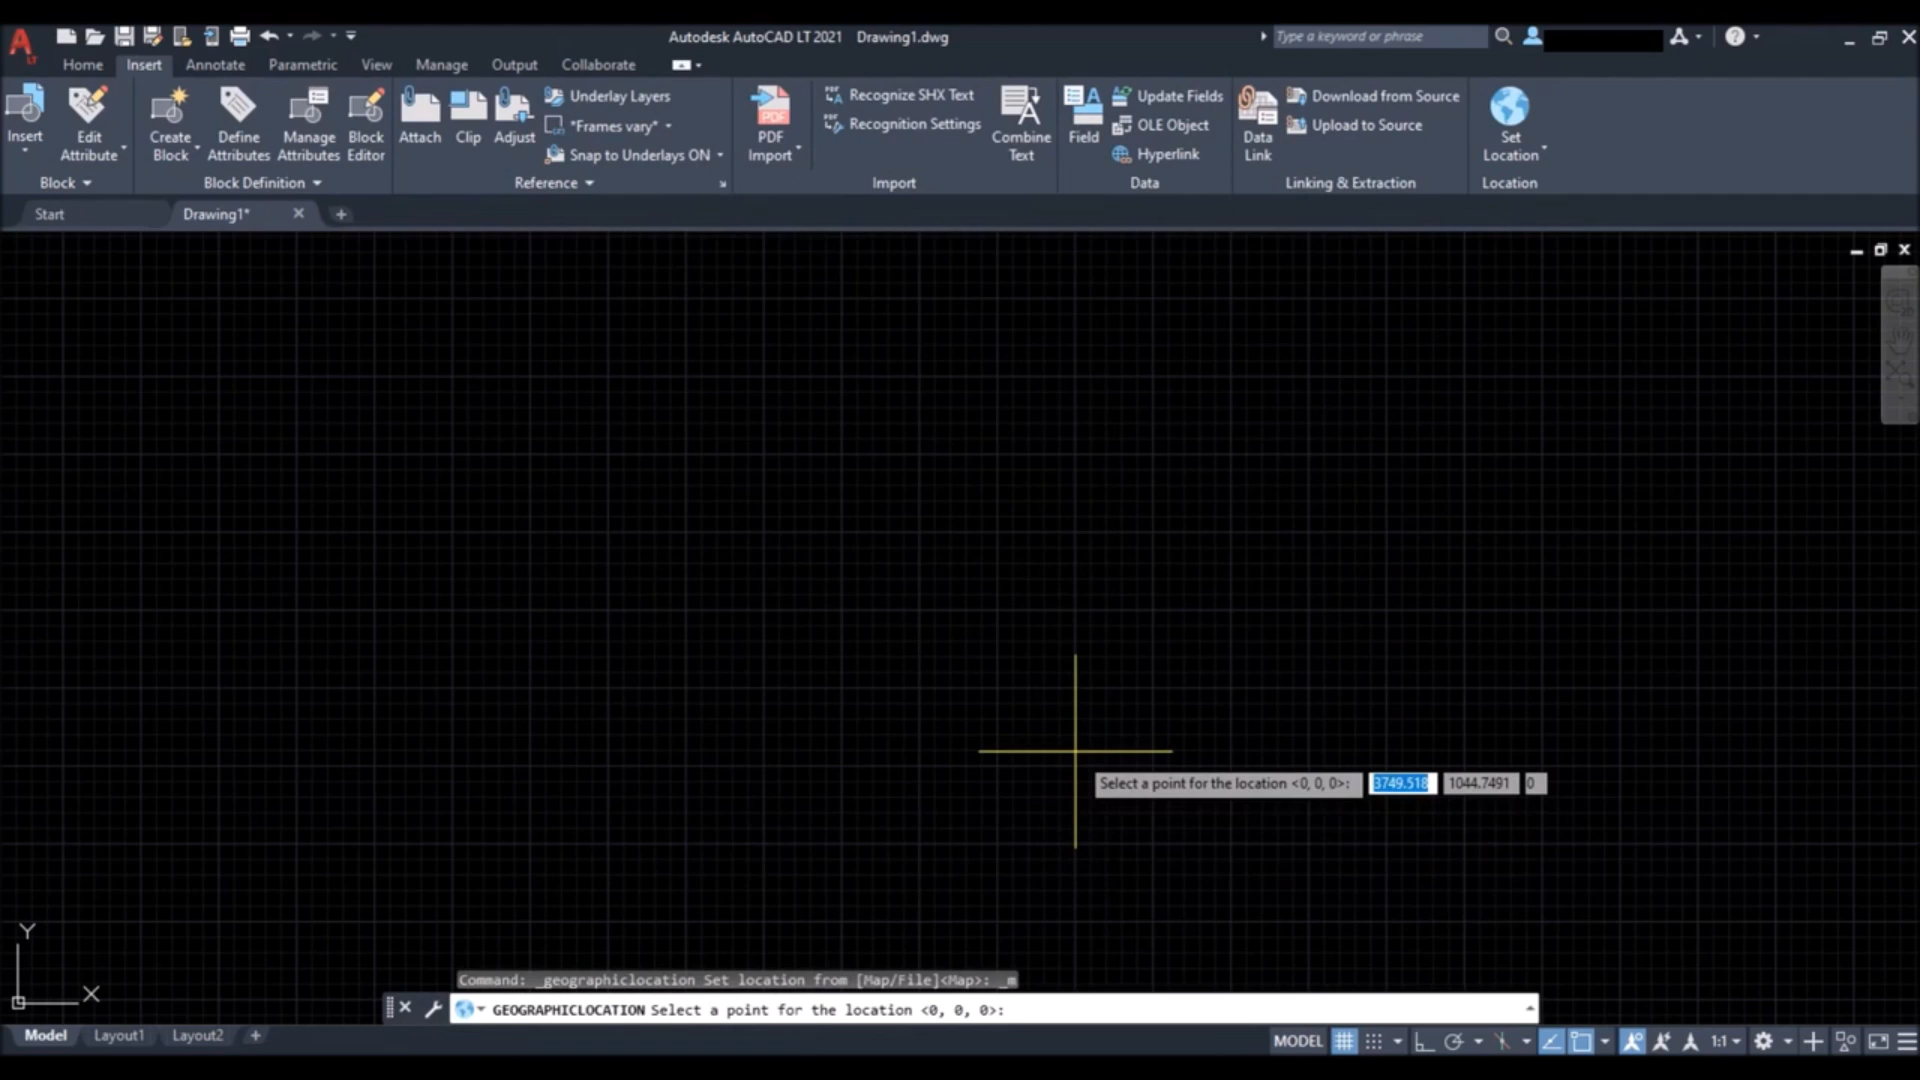 Autodesk AutoCAD LT 2021 Drawing1.dwg
Type a keyword or phrase
Home Insert Annotate Parametric View Manage Output Collaborate
Insert
Edit
Attribute
Block
Create
Block
Define
Attributes
Manage
Attributes
Block
Editor
Block Definition
Attach
Clip
Adjust
Underlay Layers
*Frames vary*
Snap to Underlays ON
Reference
PDF
PDF
Import
Recognize SHX Text
Recognition Settings
Combine
Text
Import
Field
Update Fields
OLE Object
Hyperlink
Data
Data
Link
Download from Source
Upload to Source
Linking & Extraction
Set
Location
Location
Start
Drawing1*
Select a point for the location <0, 0, 0>: 3749.518 1044.7491 0
Y
X
Command: _geographiclocation Set location from [Map/File]<Map>: _m
GEOGRAPHICLOCATION Select a point for the location <0, 0, 0>:
Model Layout1 Layout2
MODEL 1:1